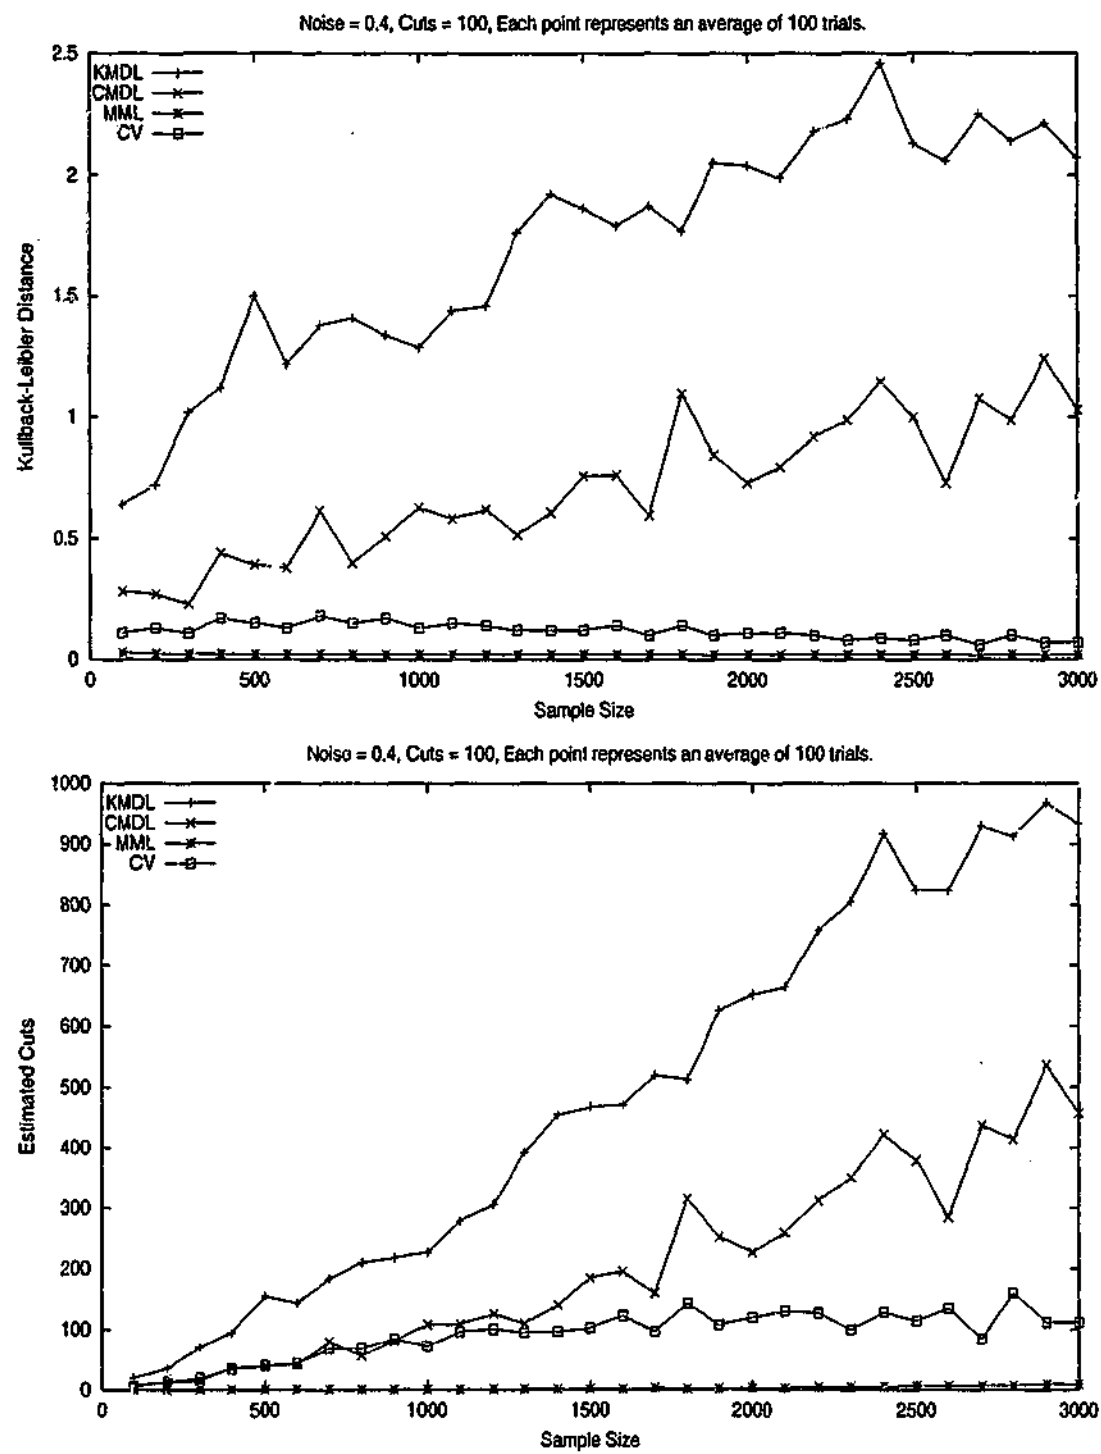 Noise = 0.4, Cuts = 100, Each point represents an average of 100 trials.
2.5
2
1.5
1
0.5
0
KMDL
CMDL
MML
CV
Kullback-Leibler Distance
0 500 1000 1500 2000 2500 3000
Sample Size
Noise = 0.4, Cuts = 100, Each point represents an average of 100 trials.
1000
900
800
700
600
500
400
300
200
100
0
KMDL
CMDL
MML
CV
Estimated Cuts
0 500 1000 1500 2000 2500 3000
Sample Size